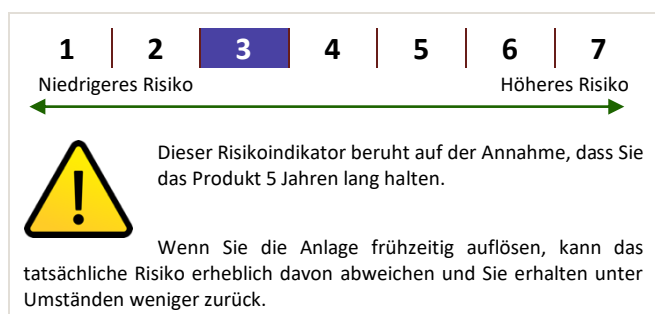 1 2 3 4 5 6 7
Niedrigeres Risiko Höheres Risiko
Dieser Risikoindikator beruht auf der Annahme, dass Sie
das Produkt 5 Jahren lang halten.
Wenn Sie die Anlage frühzeitig auflösen, kann das
tatsächliche Risiko erheblich davon abweichen und Sie erhalten unter
Umständen weniger zurück.